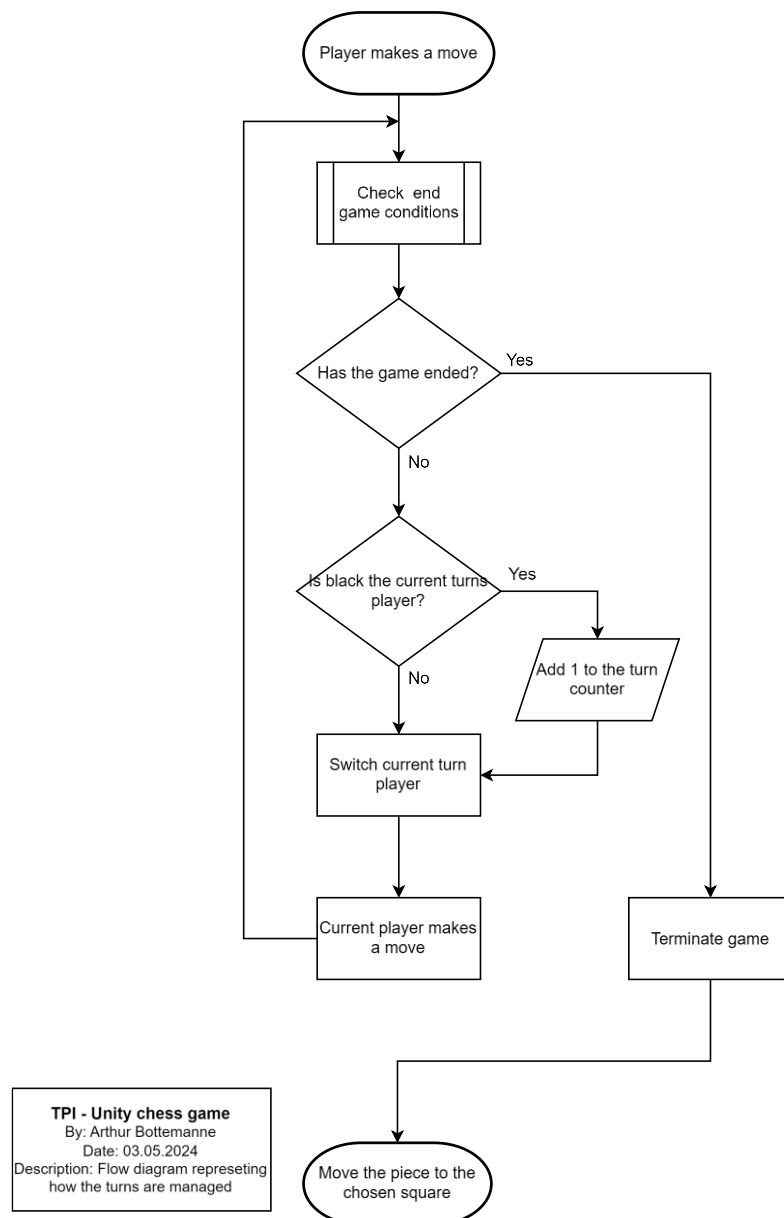 Player makes a move
Check end
game conditions
Has the game ended?
Yes
No
Is black the current turns
player?
Yes
No
Add 1 to the turn
counter
Switch current turn
player
Current player makes
a move
Terminate game
TPI - Unity chess game
By: Arthur Bottemanne
Date: 03.05.2024
Description: Flow diagram represeting
how the turns are managed
Move the piece to the
chosen square